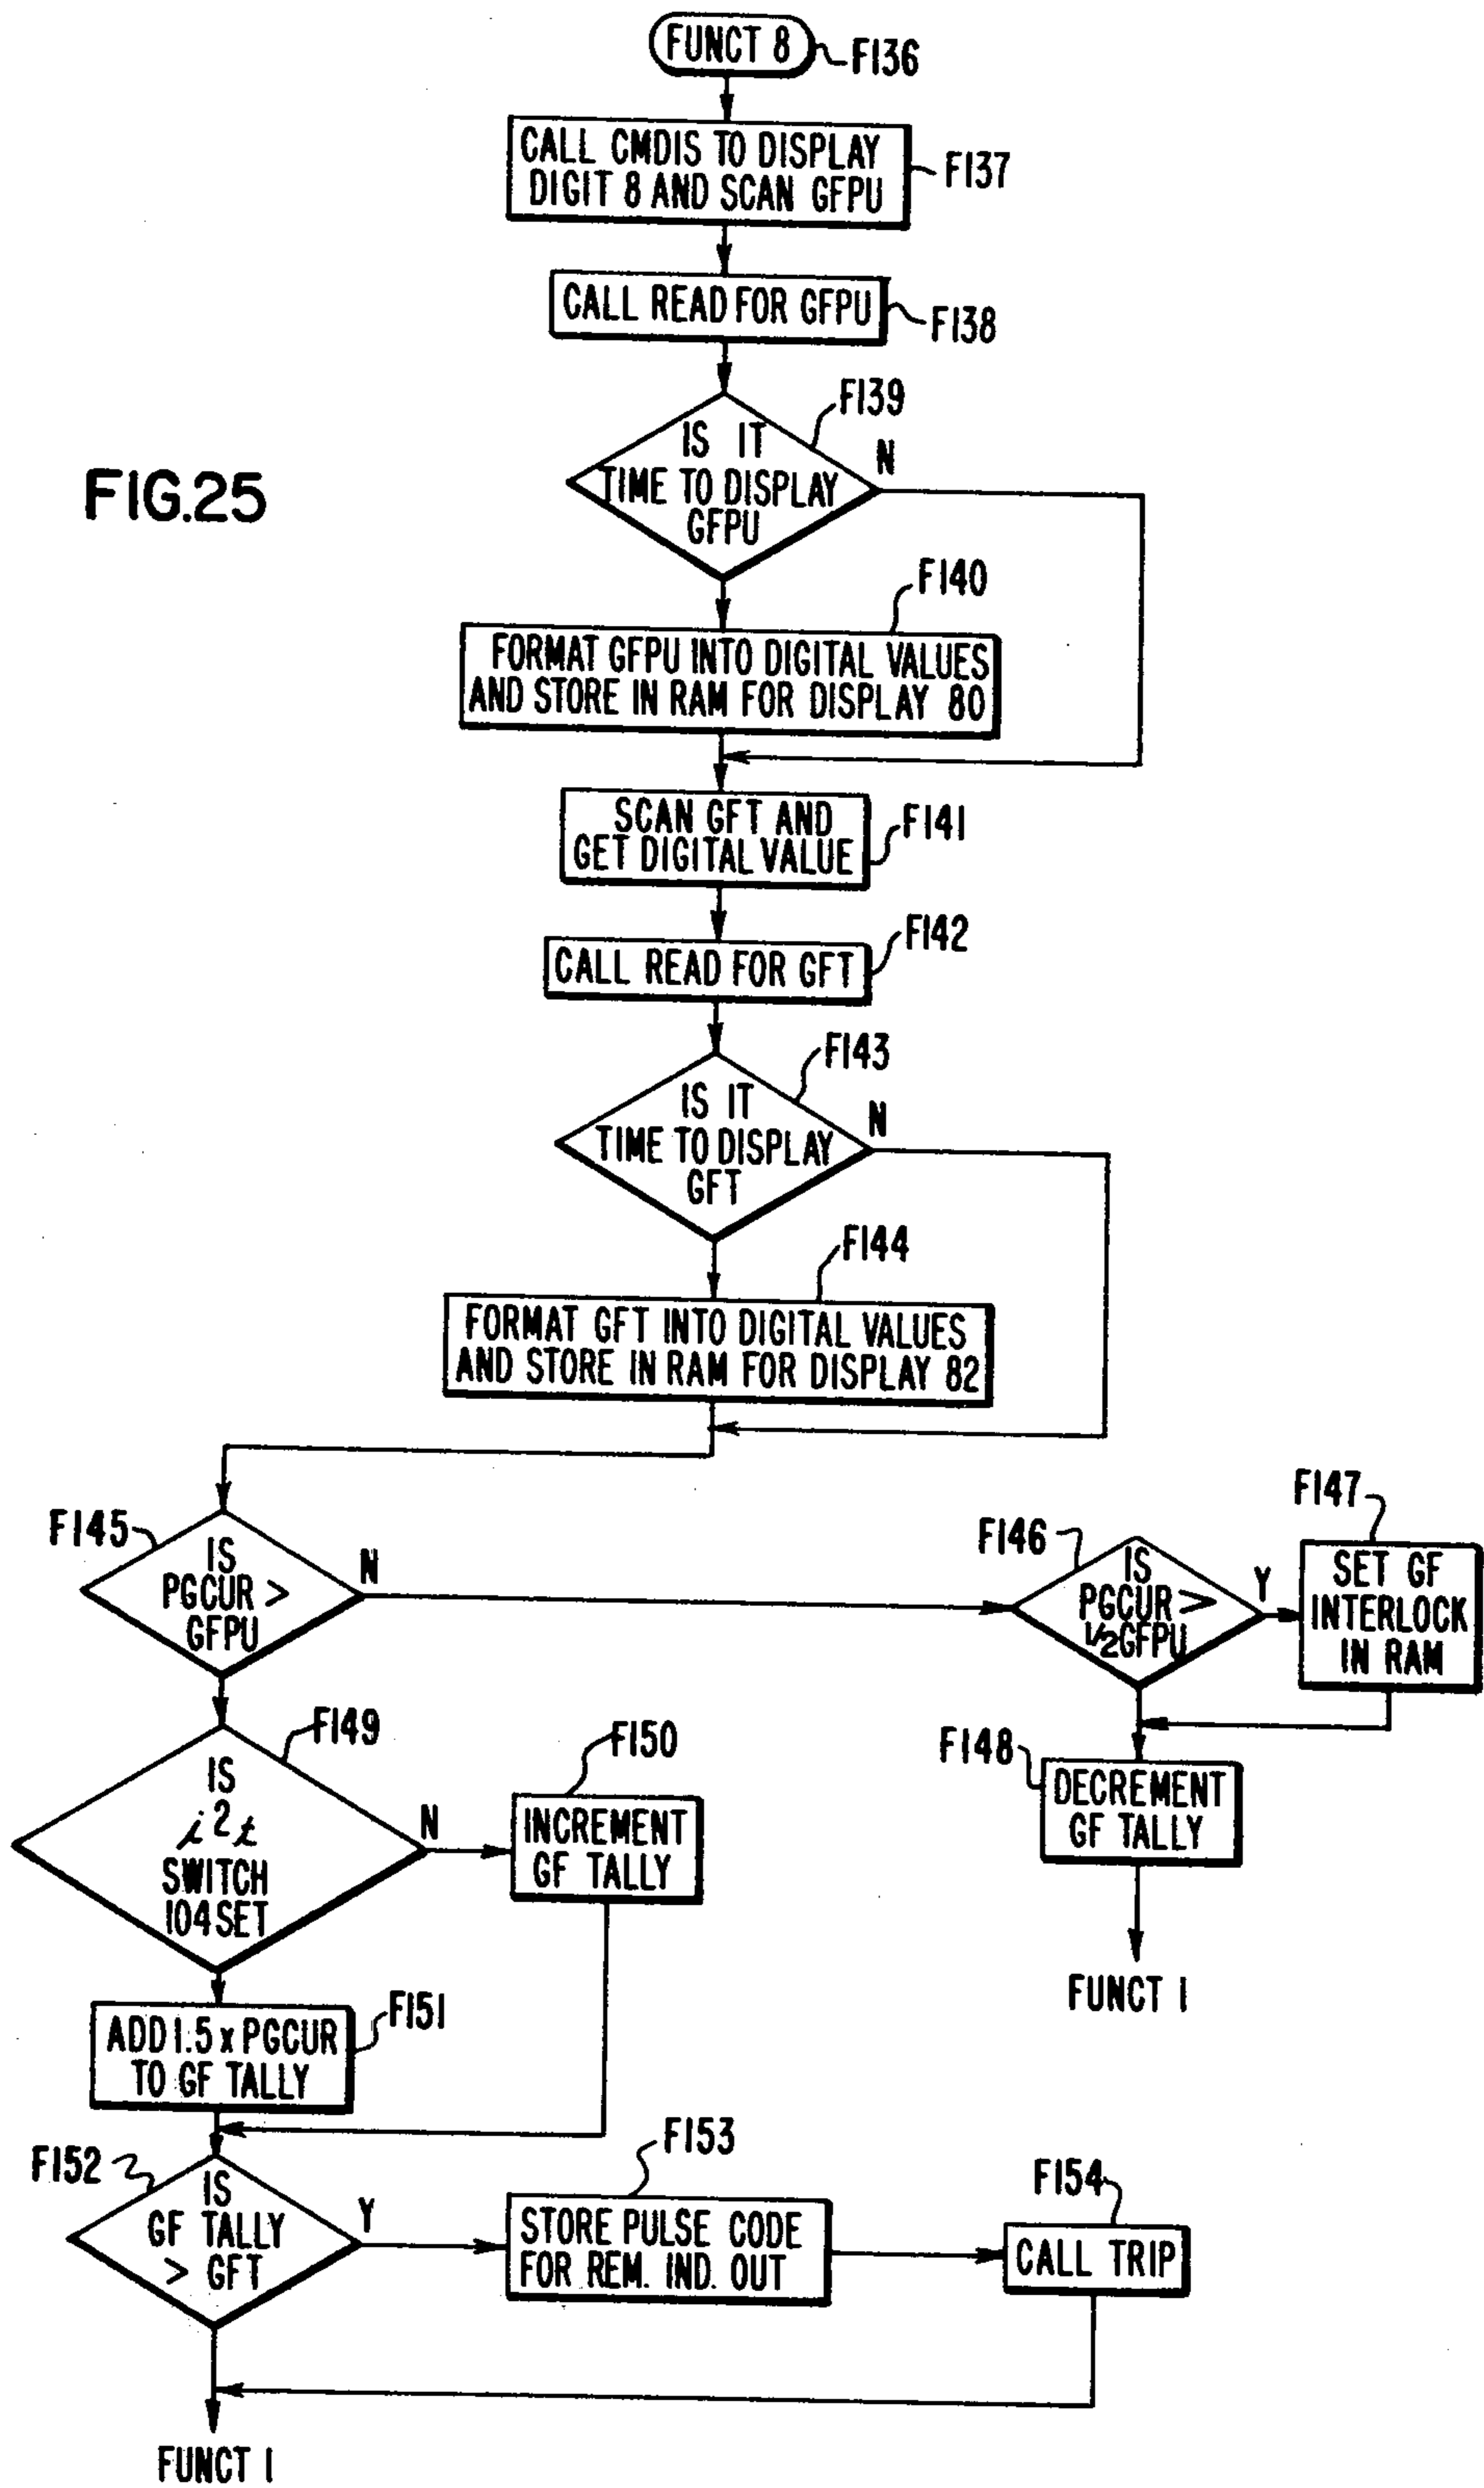 FUNCT 8
F136
CALL CMDIS TO DISPLAY
DIGIT 8 AND SCAN GFPU
F137
CALL READ FOR GFPU
F138
F139
IS IT
TIME TO DISPLAY
GFPU
N
FIG.25
F140
FORMAT GFPU INTO DIGITAL VALUES
AND STORE IN RAM FOR DISPLAY 80
SCAN GFT AND
GET DIGITAL VALUE
F141
CALL READ FOR GFT
F142
F143
IS IT
TIME TO DISPLAY
GFT
N
F144
FORMAT GFT INTO DIGITAL VALUES
AND STORE IN RAM FOR DISPLAY 82
F145
IS
PGCUR >
GFPU
N
F146
IS
PGCUR >
1/2GFPU
Y
F147
SET GF
INTERLOCK
IN RAM
F148
DECREMENT
GF TALLY
FUNCT 1
F149
IS
i2t
SWITCH
104 SET
N
F150
INCREMENT
GF TALLY
F151
ADD 1.5 x PGCUR
TO GF TALLY
F152
IS
GF TALLY
> GFT
Y
F153
STORE PULSE CODE
FOR REM. IND. OUT
F154
CALL TRIP
FUNCT 1